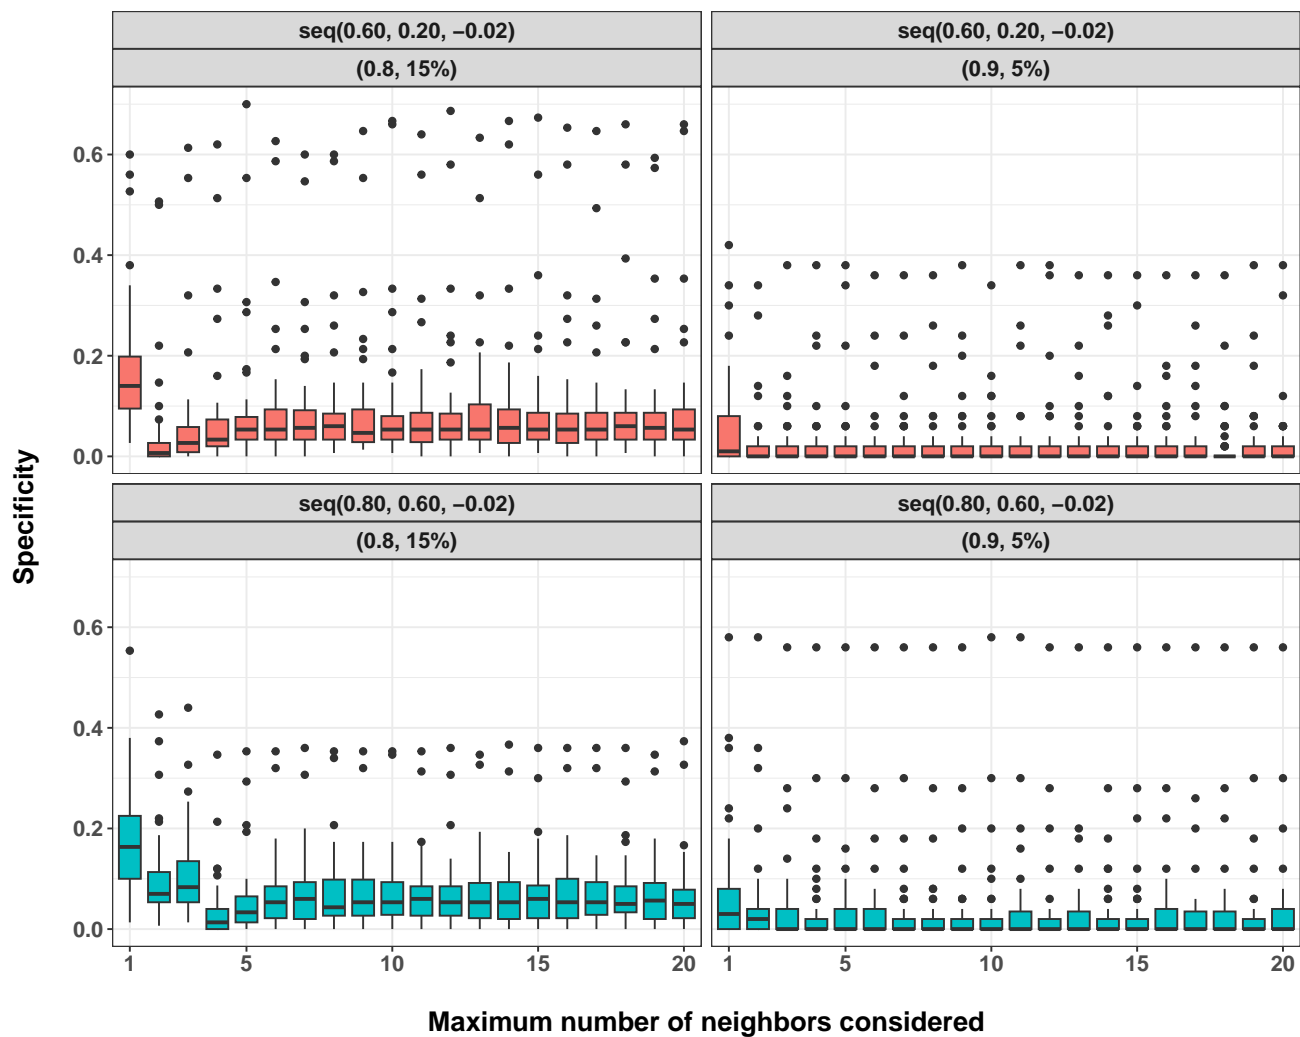 seq(0.60, 0.20, −0.02)
seq(0.60, 0.20, −0.02)
(0.8, 15%)
(0.9, 5%)
0.6
0.4
0.2
0.0
Specificity
seq(0.80, 0.60, −0.02)
seq(0.80, 0.60, −0.02)
(0.8, 15%)
(0.9, 5%)
0.6
0.4
0.2
0.0
1 5 10 15 20
1 5 10 15 20
Maximum number of neighbors considered